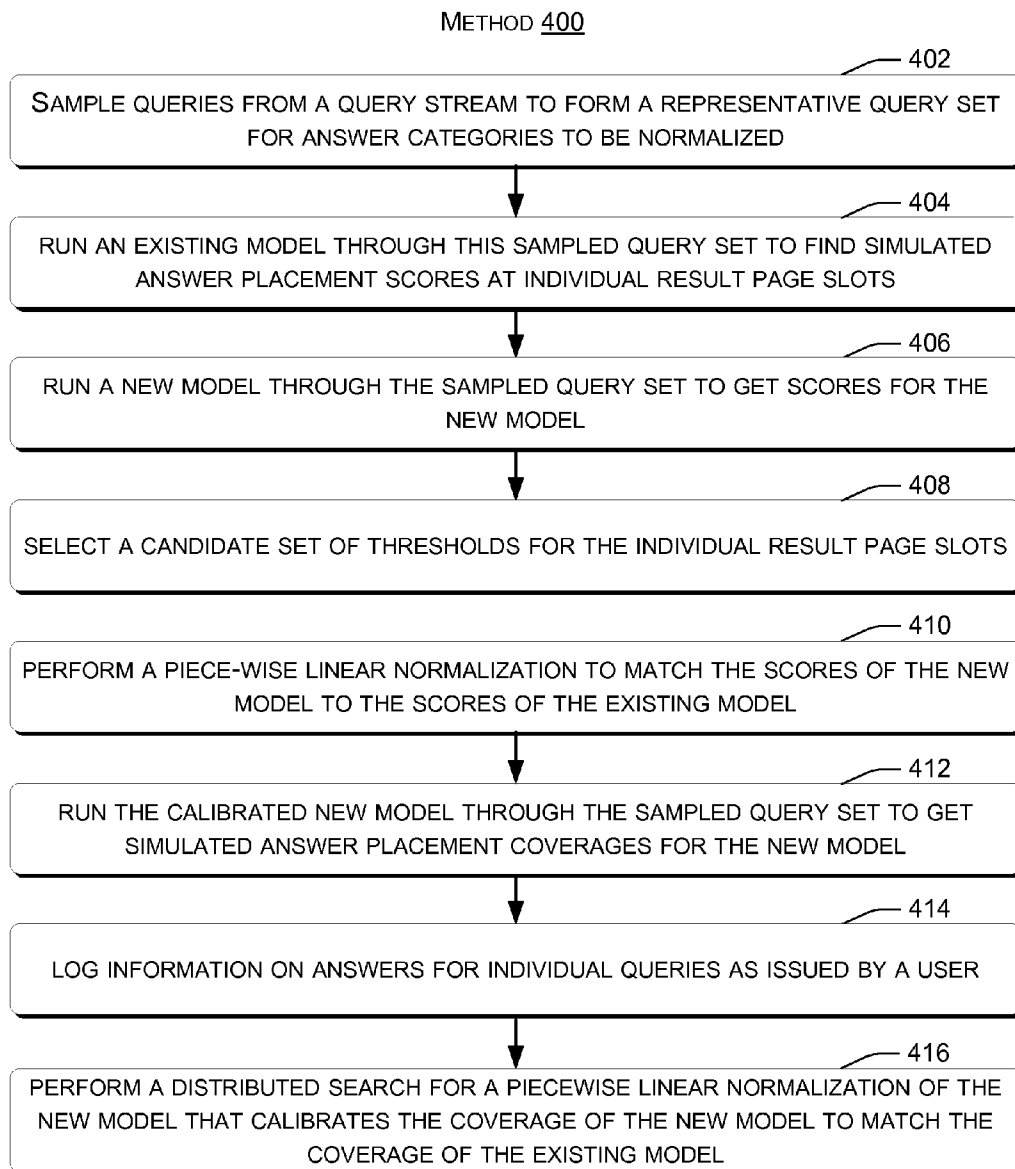 METHOD 400
402
SAMPLE QUERIES FROM A QUERY STREAM TO FORM A REPRESENTATIVE QUERY SET
FOR ANSWER CATEGORIES TO BE NORMALIZED
404
RUN AN EXISTING MODEL THROUGH THIS SAMPLED QUERY SET TO FIND SIMULATED
ANSWER PLACEMENT SCORES AT INDIVIDUAL RESULT PAGE SLOTS
406
RUN A NEW MODEL THROUGH THE SAMPLED QUERY SET TO GET SCORES FOR THE
NEW MODEL
408
SELECT A CANDIDATE SET OF THRESHOLDS FOR THE INDIVIDUAL RESULT PAGE SLOTS
410
PERFORM A PIECE-WISE LINEAR NORMALIZATION TO MATCH THE SCORES OF THE NEW
MODEL TO THE SCORES OF THE EXISTING MODEL
412
RUN THE CALIBRATED NEW MODEL THROUGH THE SAMPLED QUERY SET TO GET
SIMULATED ANSWER PLACEMENT COVERAGES FOR THE NEW MODEL
414
LOG INFORMATION ON ANSWERS FOR INDIVIDUAL QUERIES AS ISSUED BY A USER
416
PERFORM A DISTRIBUTED SEARCH FOR A PIECEWISE LINEAR NORMALIZATION OF THE
NEW MODEL THAT CALIBRATES THE COVERAGE OF THE NEW MODEL TO MATCH THE
COVERAGE OF THE EXISTING MODEL